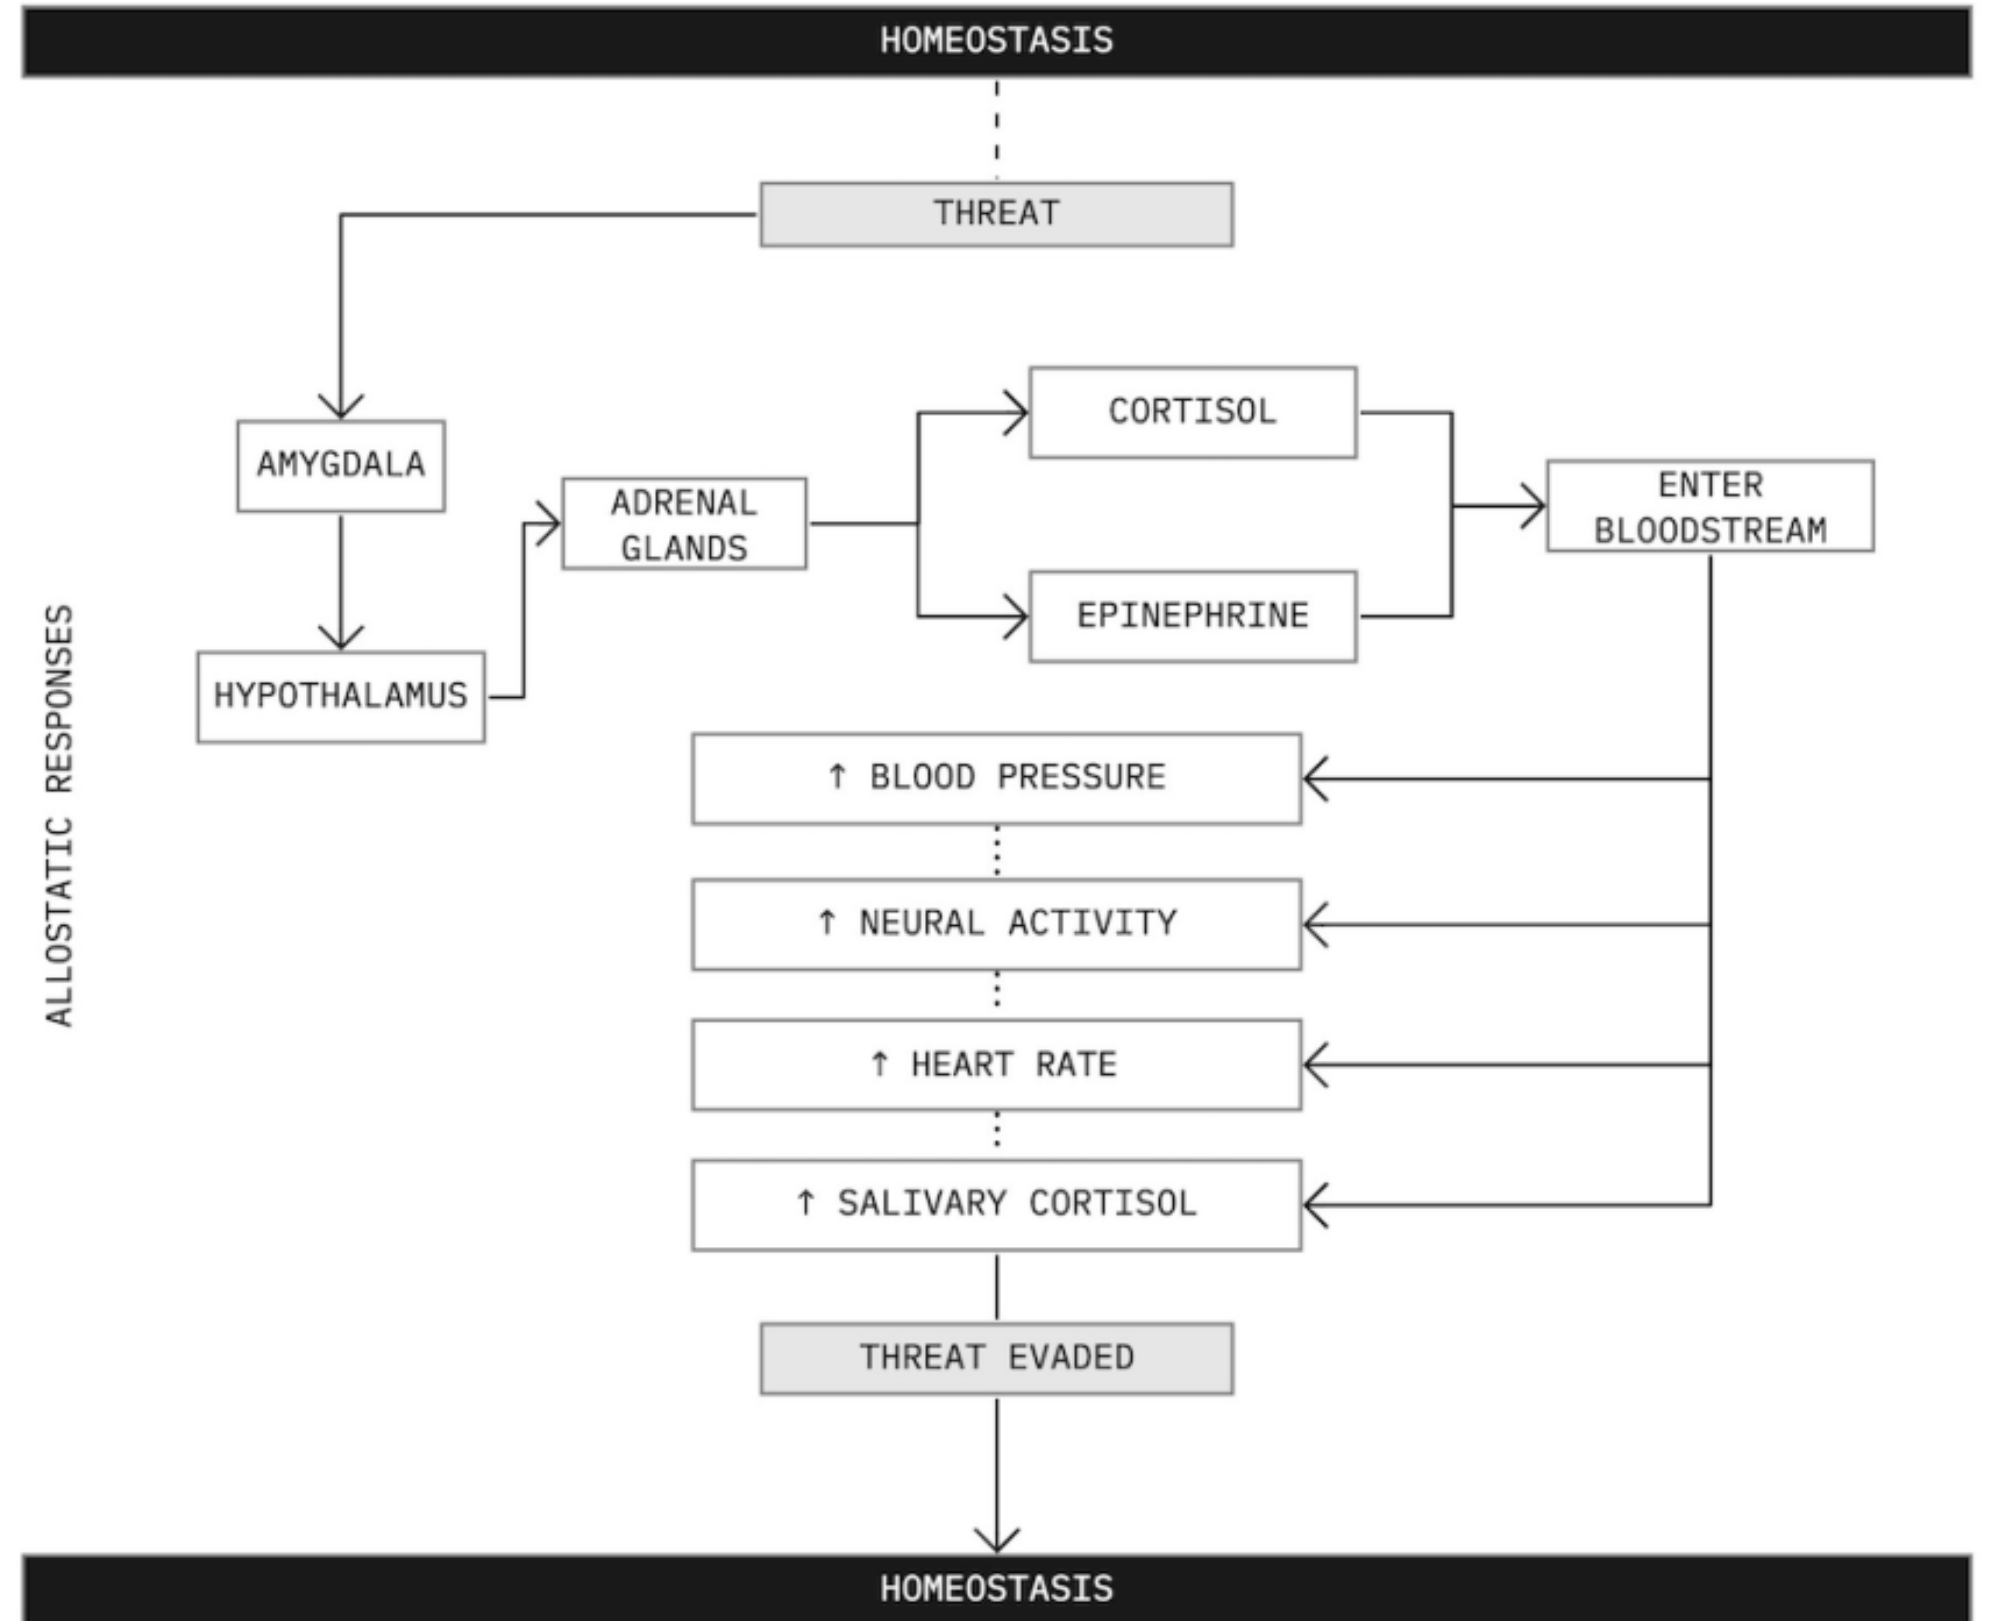 HOMEOSTASIS
THREAT
AMYGDALA
HYPOTHALAMUS
ADRENAL
GLANDS
CORTISOL
EPINEPHRINE
ENTER
BLOODSTREAM
ALLOSTATIC RESPONSES
↑ BLOOD PRESSURE
↑ NEURAL ACTIVITY
↑ HEART RATE
↑ SALIVARY CORTISOL
THREAT EVADED
HOMEOSTASIS